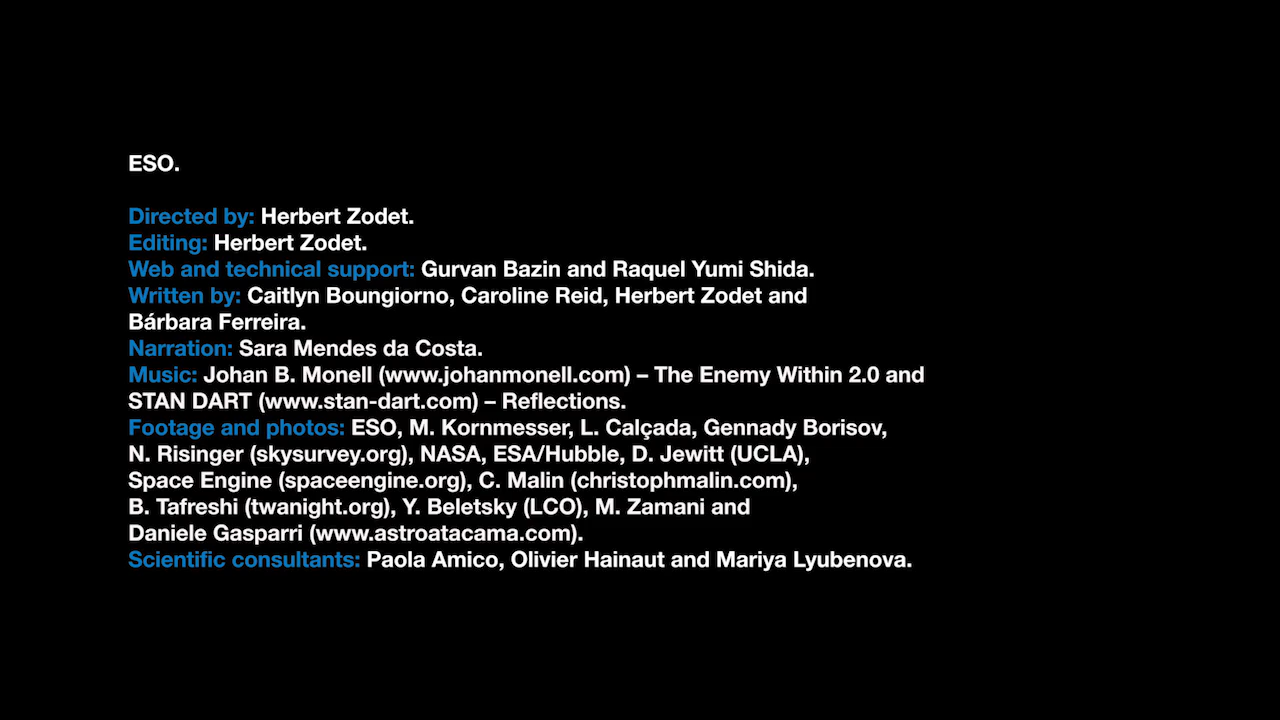 ESO.
Directed by: Herbert Zodet.
Editing: Herbert Zodet.
Web and technical support: Gurvan Bazin and Raquel Yumi Shida.
Written by: Caitlyn Boungiorno, Caroline Reid, Herbert Zodet and
Bárbara Ferreira.
Narration: Sara Mendes da Costa.
Music: Johan B. Monell (www.johanmonell.com) – The Enemy Within 2.0 and
STAN DART (www.stan-dart.com) – Reflections.
Footage and photos: ESO, M. Kornmesser, L. Calçada, Gennady Borisov,
N. Risinger (skysurvey.org), NASA, ESA/Hubble, D. Jewitt (UCLA),
Space Engine (spaceengine.org), C. Malin (christophmalin.com),
B. Tafreshi (twanight.org), Y. Beletsky (LCO), M. Zamani and
Daniele Gasparri (www.astroatacama.com).
Scientific consultants: Paola Amico, Olivier Hainaut and Mariya Lyubenova.